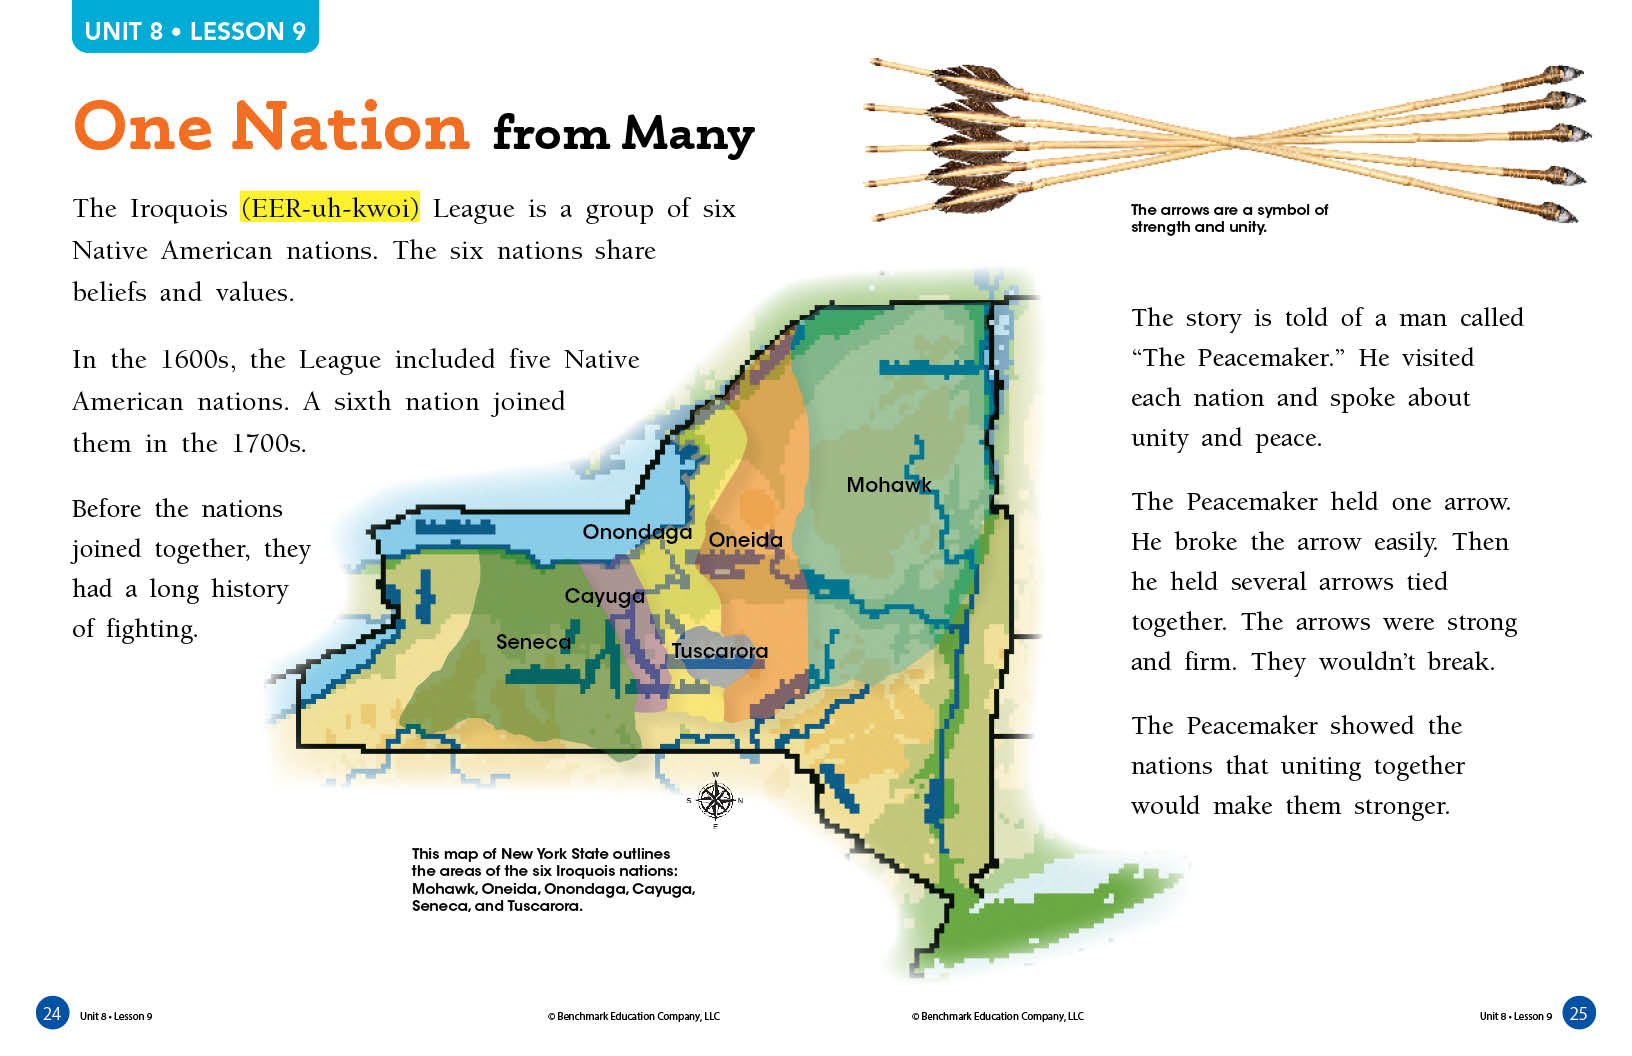 UNIT 8 • LESSON 9
One Nation from Many
The Iroquois (EER-uh-kwoi) League is a group of six
Native American nations. The six nations share
beliefs and values.
In the 1600s, the League included five Native
American nations. A sixth nation joined
them in the 1700s.
Before the nations
joined together, they
had a long history
of fighting.
Mohawk
Onondaga
Oneida
Cayuga
Seneca
Tuscarora
W
S
N
E
This map of New York State outlines
the areas of the six Iroquois nations:
Mohawk, Oneida, Onondaga, Cayuga,
Seneca, and Tuscarora.
24
Unit 8 • Lesson 9
© Benchmark Education Company, LLC
The arrows are a symbol of
strength and unity.
The story is told of a man called
“The Peacemaker.” He visited
each nation and spoke about
unity and peace.
The Peacemaker held one arrow.
He broke the arrow easily. Then
he held several arrows tied
together. The arrows were strong
and firm. They wouldn’t break.
The Peacemaker showed the
nations that uniting together
would make them stronger.
© Benchmark Education Company, LLC
Unit 8 • Lesson 9
25